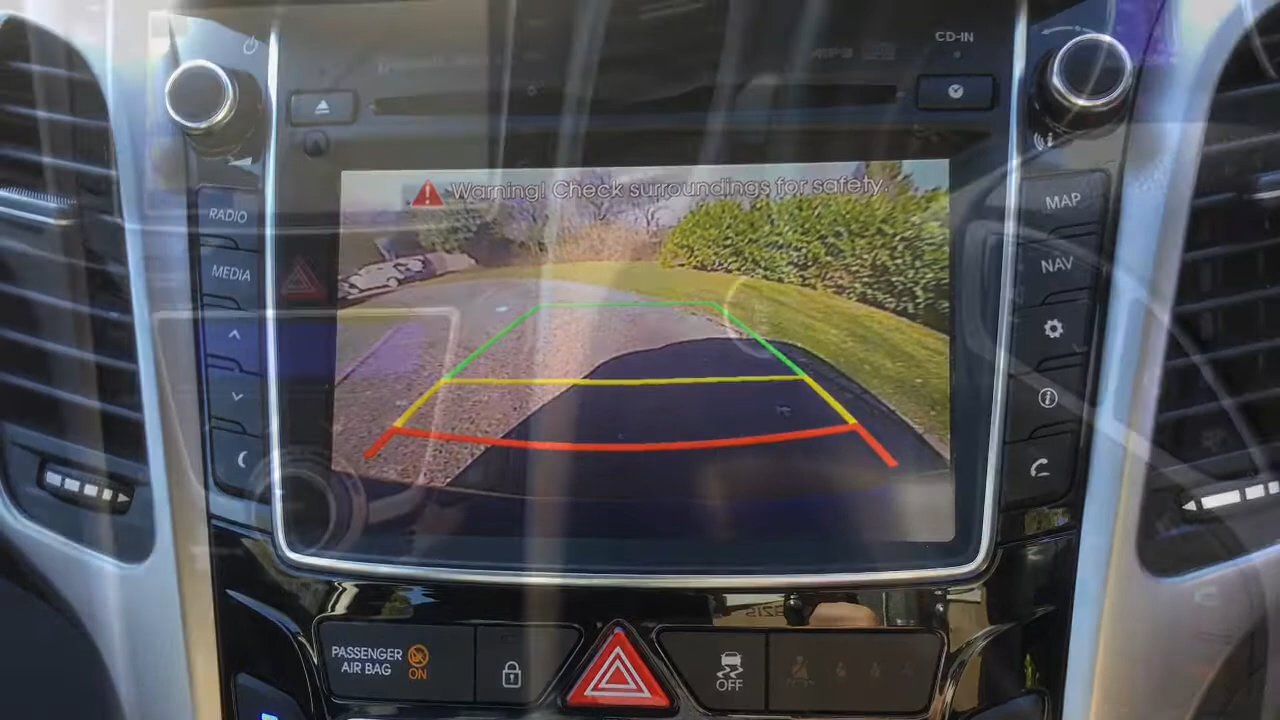 CD-IN
Warning! Check surroundings for safety.
RADIO
MEDIA
MAP
NAV
PASSENGER
AIR BAG
ON
OFF